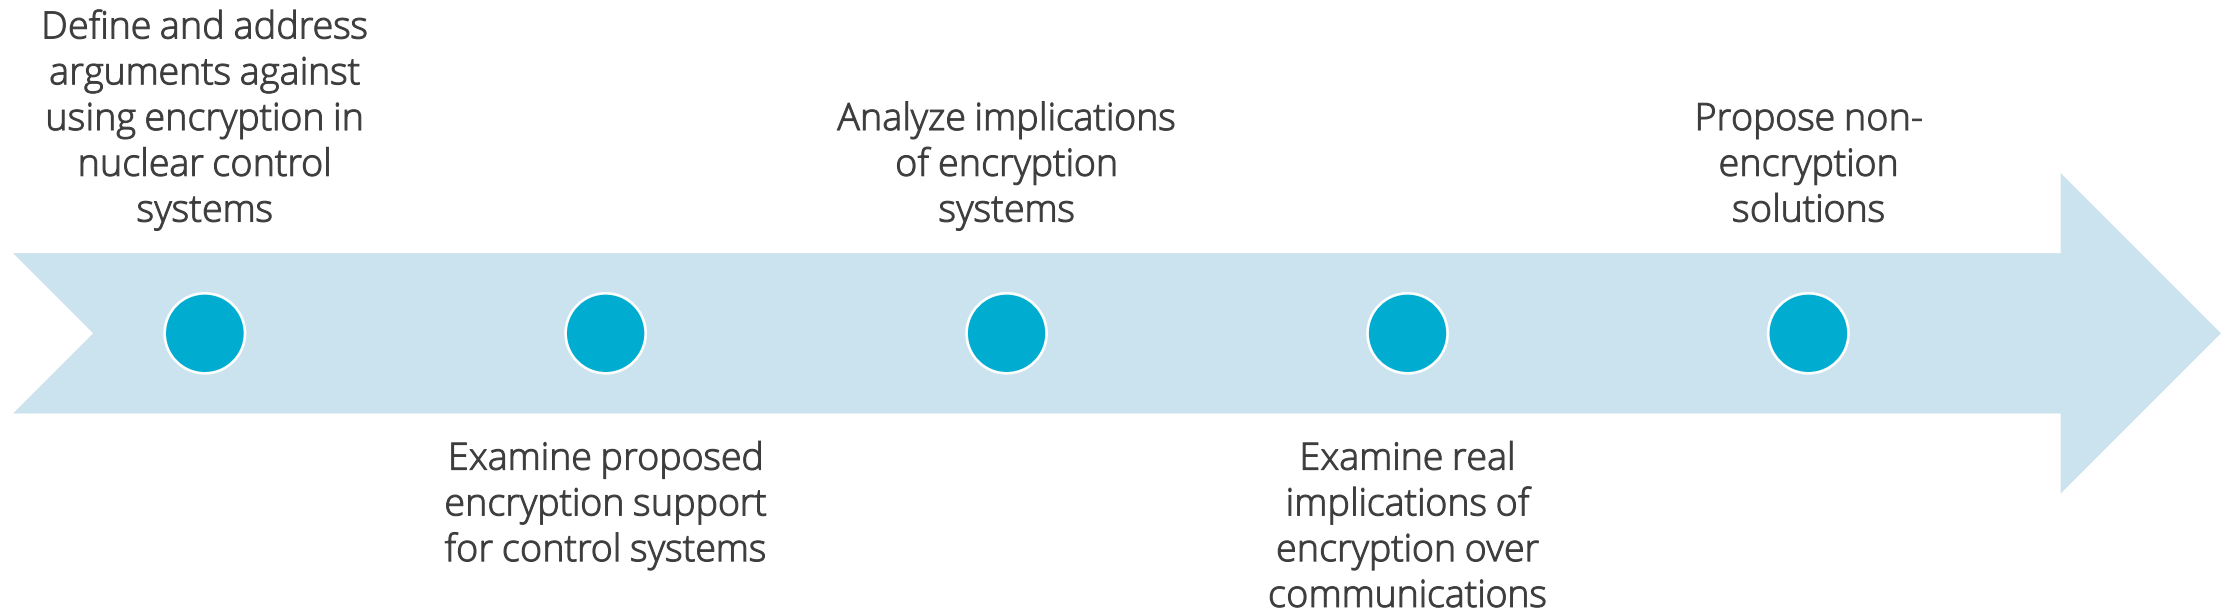 Define and address
arguments against
using encryption in
nuclear control
systems
Examine proposed
encryption support
for control systems
Analyze implications
of encryption
systems
Examine real
implications of
encryption over
communications
Propose non-
encryption
solutions